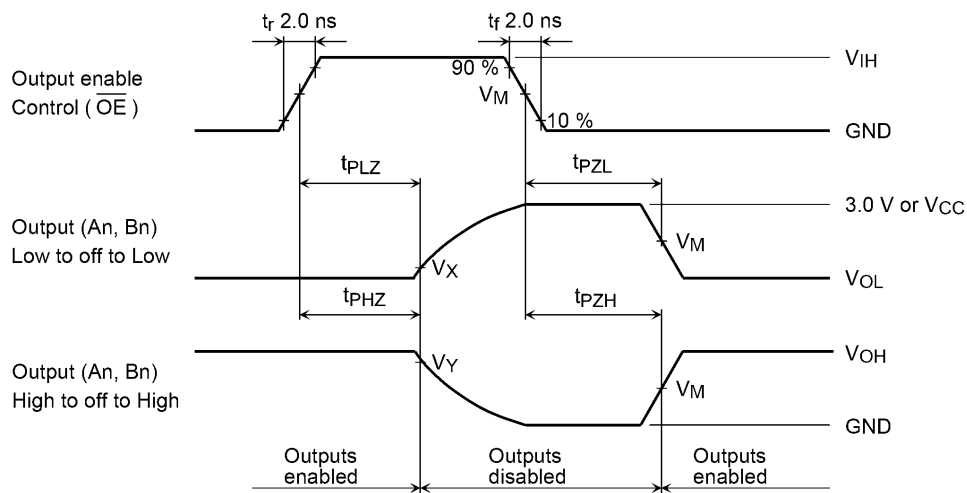 tr 2.0 ns
tf 2.0 ns
Output enable
Control ( OE )
90 %
VM
10 %
VIH
GND
tPLZ
tPZL
Output (An, Bn)
Low to off to Low
VX
VM
3.0 V or VCC
VOL
tPHZ
tPZH
Output (An, Bn)
High to off to High
VY
VM
VOH
GND
Outputs
enabled
Outputs
disabled
Outputs
enabled